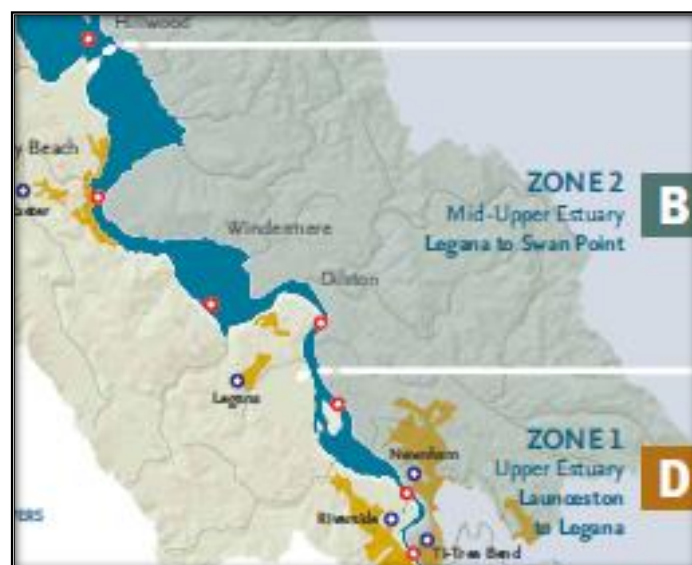 Hillwood
y Beach
ZONE 2
Mid-Upper Estuary
Legana to Swan Point
B
Windermere
Dilston
Legana
ZONE 1
Upper Estuary
Launceston
to Legana
D
Newnham
Riverside
Ti-Tree Bend
ERS